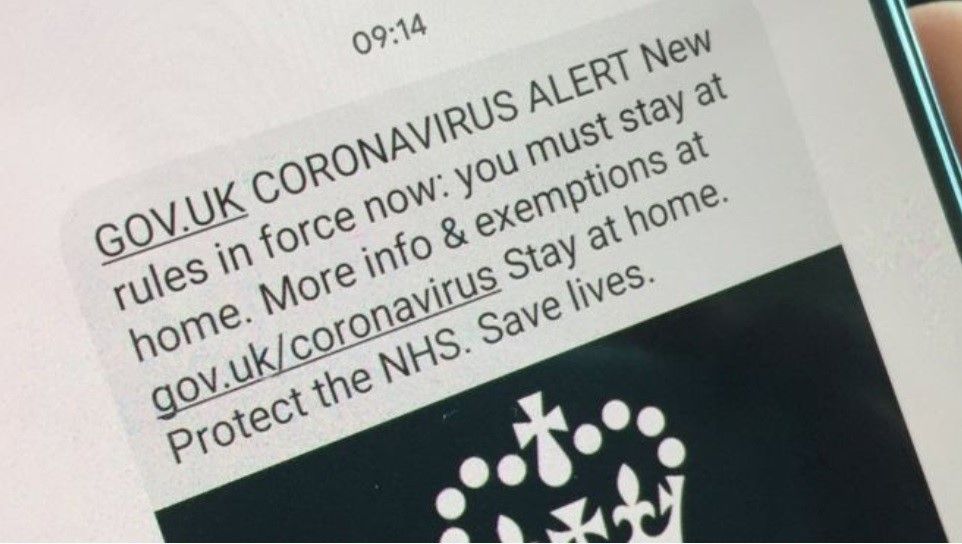 09:14
GOV.UK CORONAVIRUS ALERT New
rules in force now: you must stay at
home. More info & exemptions at
gov.uk/coronavirus Stay at home.
Protect the NHS. Save lives.